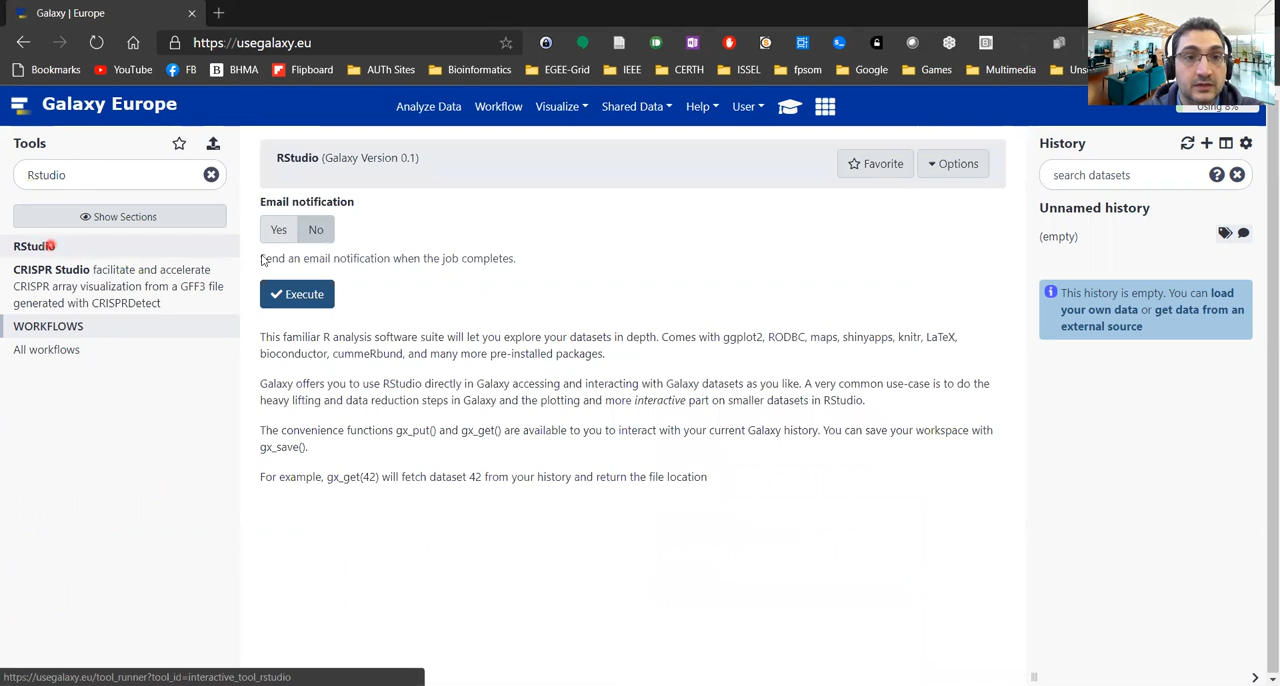 Galaxy | Europe
https://usegalaxy.eu
Bookmarks YouTube FB BHMA Flipboard AUTh Sites Bioinformatics EGEE-Grid IEEE CERTH ISSEL fpsom Google Games Multimedia Uns
Galaxy Europe
Analyze Data Workflow Visualize Shared Data Help User
Using 8%
Tools
Rstudio
Show Sections
RStudio
CRISPR Studio facilitate and accelerate
CRISPR array visualization from a GFF3 file
generated with CRISPRDetect
WORKFLOWS
All workflows
RStudio (Galaxy Version 0.1)
Favorite
Options
Email notification
Yes No
Send an email notification when the job completes.
Execute
This familiar R analysis software suite will let you explore your datasets in depth. Comes with ggplot2, RODBC, maps, shinyapps, knitr, LaTeX,
bioconductor, cummeRbund, and many more pre-installed packages.
Galaxy offers you to use RStudio directly in Galaxy accessing and interacting with Galaxy datasets as you like. A very common use-case is to do the
heavy lifting and data reduction steps in Galaxy and the plotting and more interactive part on smaller datasets in RStudio.
The convenience functions gx_put() and gx_get() are available to you to interact with your current Galaxy history. You can save your workspace with
gx_save().
For example, gx_get(42) will fetch dataset 42 from your history and return the file location
History
search datasets
Unnamed history
(empty)
This history is empty. You can load
your own data or get data from an
external source
https://usegalaxy.eu/tool_runner?tool_id=interactive_tool_rstudio